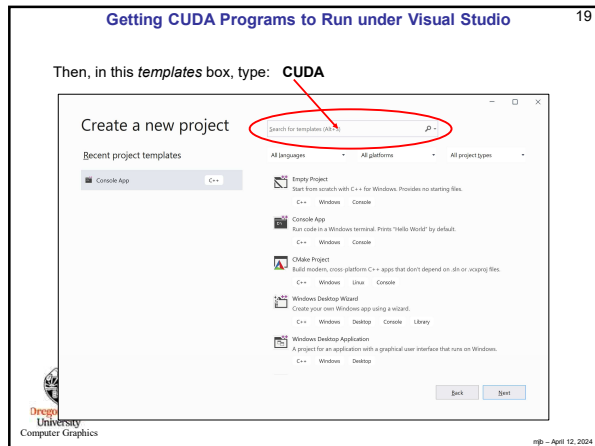 Getting CUDA Programs to Run under Visual Studio
19
Then, in this templates box, type: CUDA
Create a new project
Search for templates (Alt+S)
Recent project templates
All languages All platforms All project types
Console App C++
Empty Project
Start from scratch with C++ for Windows. Provides no starting files.
C++ Windows Console
Console App
Run code in a Windows terminal. Prints "Hello World" by default.
C++ Windows Console
CMake Project
Build modern, cross-platform C++ apps that don't depend on .sln or .vcxproj files.
C++ Windows Linux Console
Windows Desktop Wizard
Create your own Windows app using a wizard.
C++ Windows Desktop Console Library
Windows Desktop Application
A project for an application with a graphical user interface that runs on Windows.
C++ Windows Desktop
Back Next
Orego
University
Computer Graphics
mjb – April 12, 2024